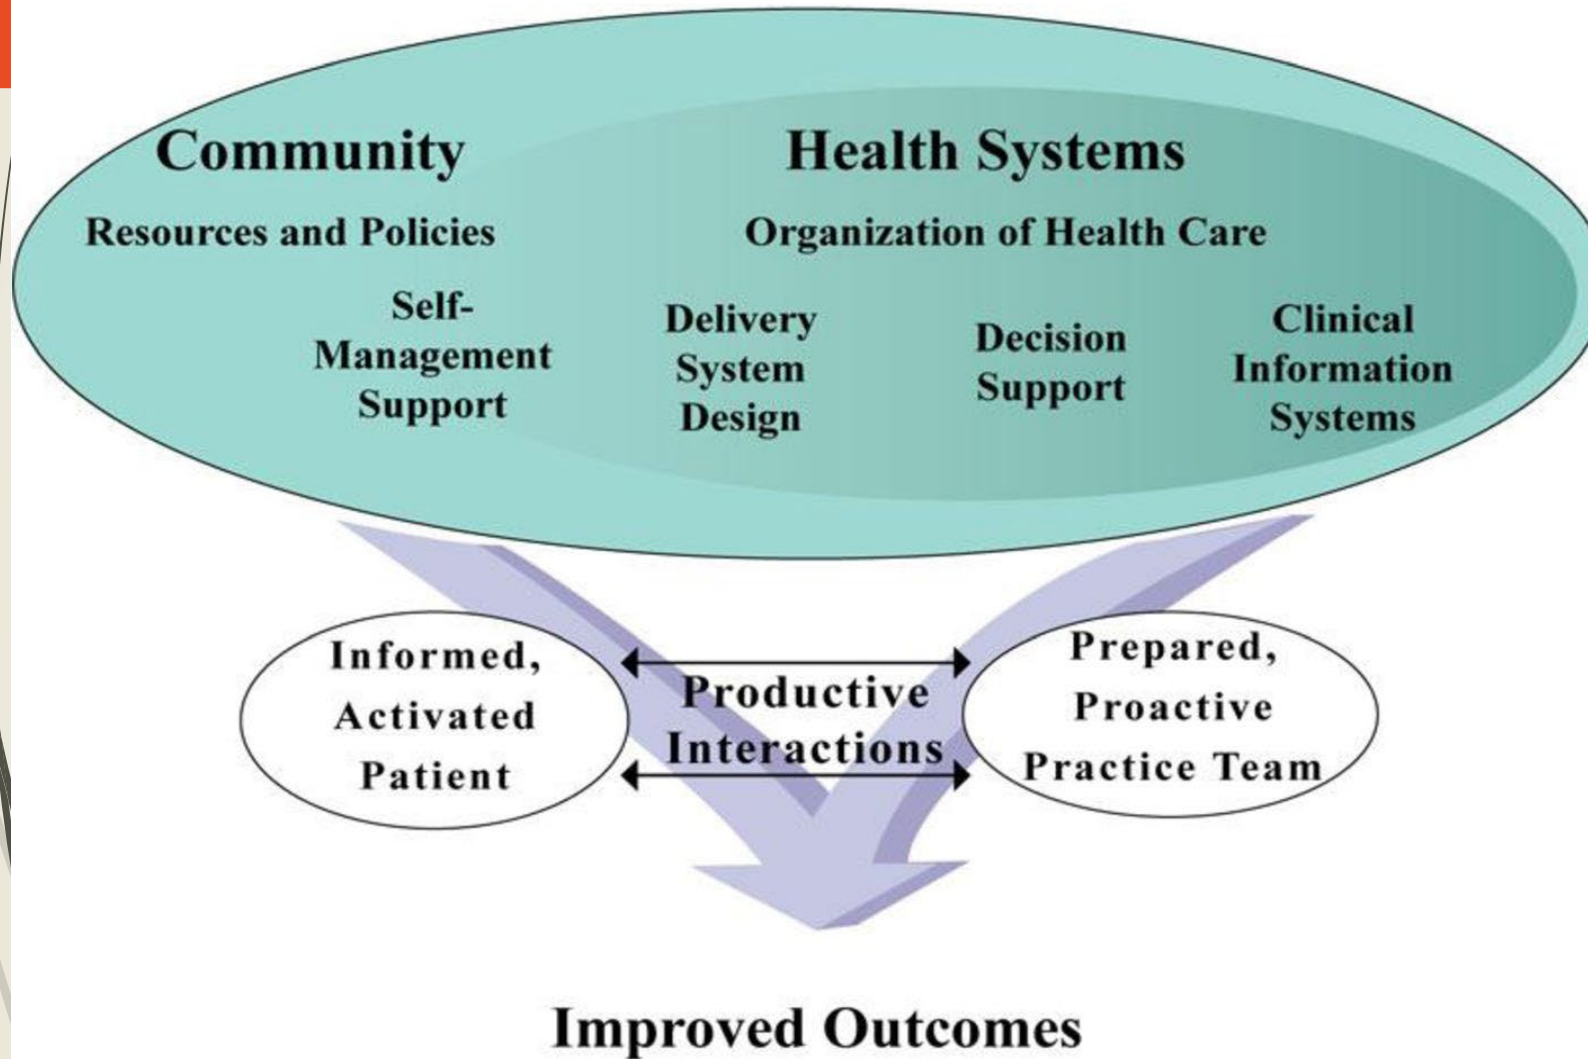 Community
Health Systems
Resources and Policies
Organization of Health Care
Self-
Management
Support
Delivery
System
Design
Decision
Support
Clinical
Information
Systems
Informed,
Activated
Patient
Productive
Interactions
Prepared,
Proactive
Practice Team
Improved Outcomes